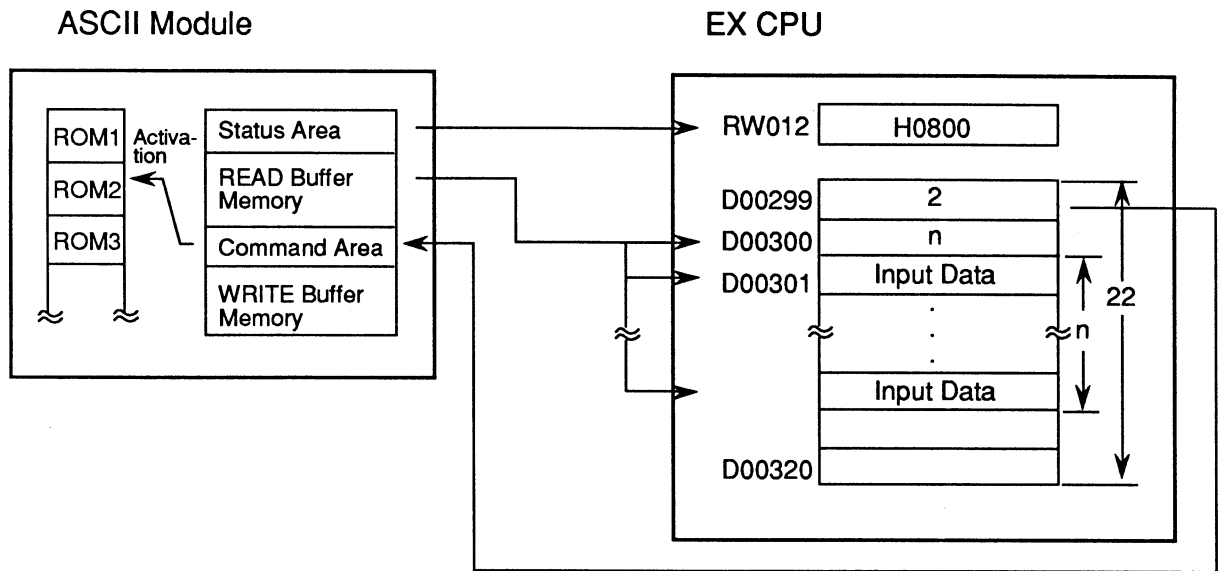 ASCII Module
EX CPU
ROM1
ROM2
ROM3
Activa-
tion
Status Area
READ Buffer
Memory
Command Area
WRITE Buffer
Memory
RW012
H0800
D00299
2
D00300
n
D00301
Input Data
.
.
.
Input Data
D00320
n
22